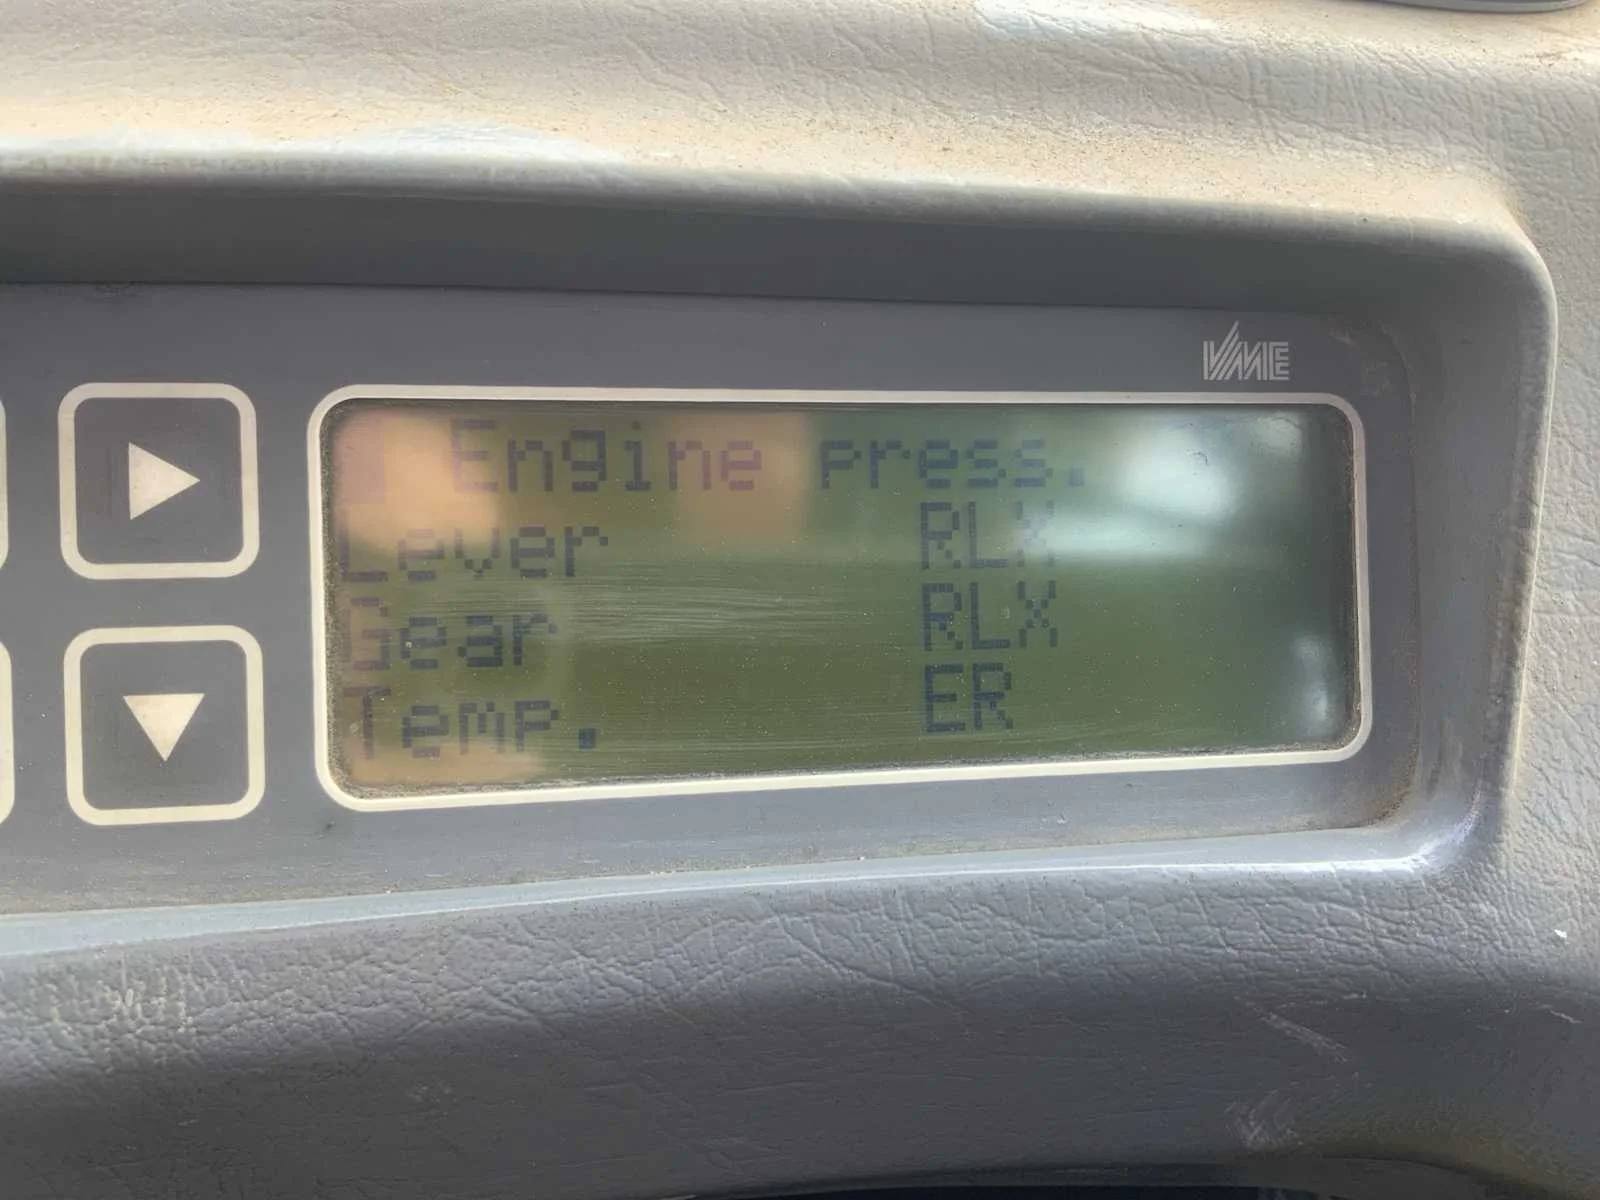 VME
Engine press.
Lever RLX
Gear RLX
Temp. ER